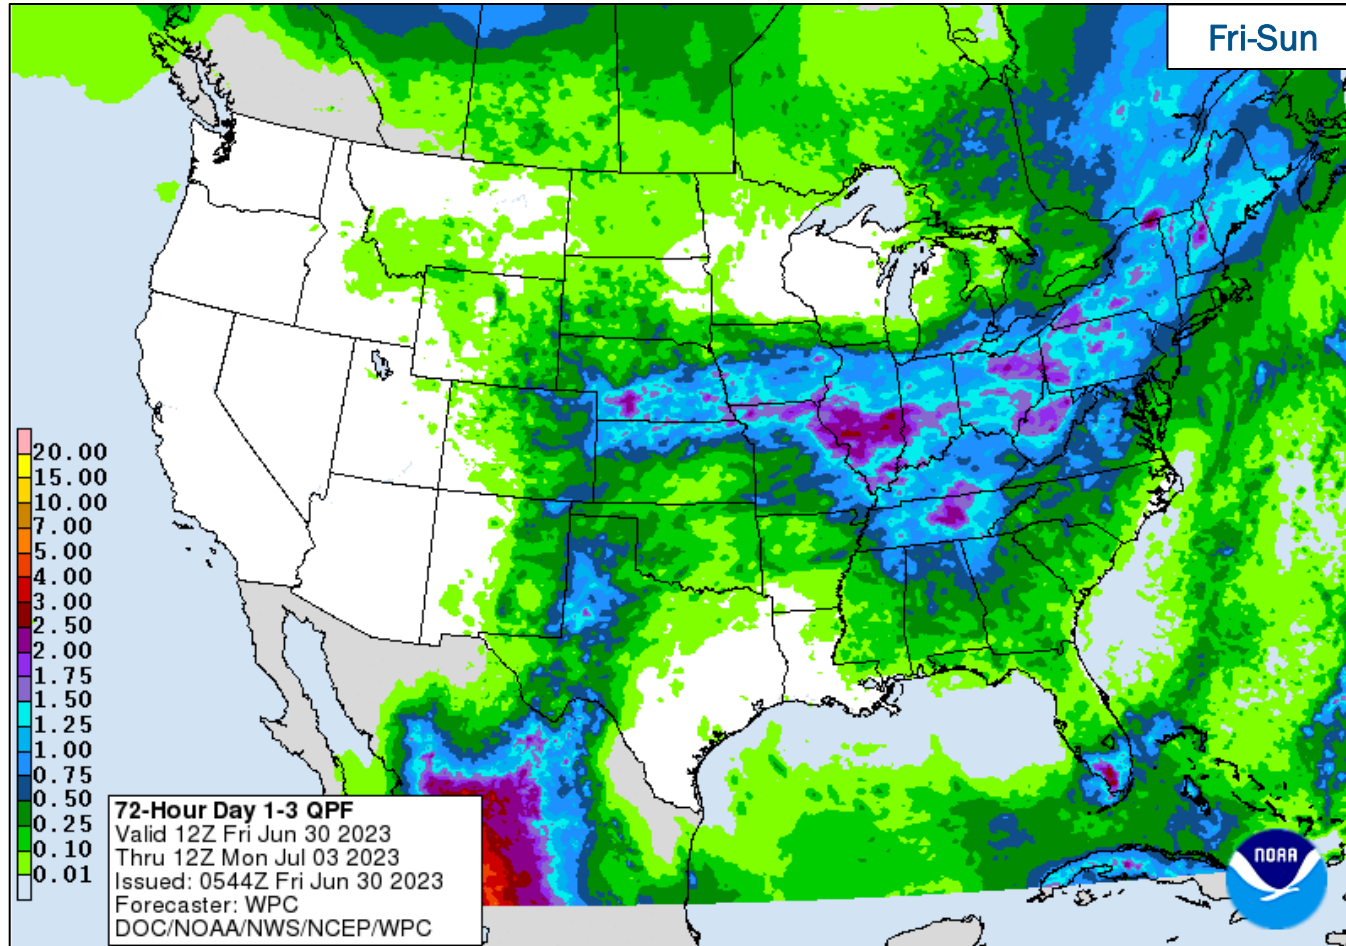 Fri-Sun
20.00
15.00
10.00
7.00
5.00
4.00
3.00
2.50
2.00
1.75
1.50
1.25
1.00
0.75
0.50
0.25
0.10
0.01
72-Hour Day 1-3 QPF
Valid 12Z Fri Jun 30 2023
Thru 12Z Mon Jul 03 2023
Issued: 0544Z Fri Jun 30 2023
Forecaster: WPC
DOC/NOAA/NWS/NCEP/WPC
NOAA